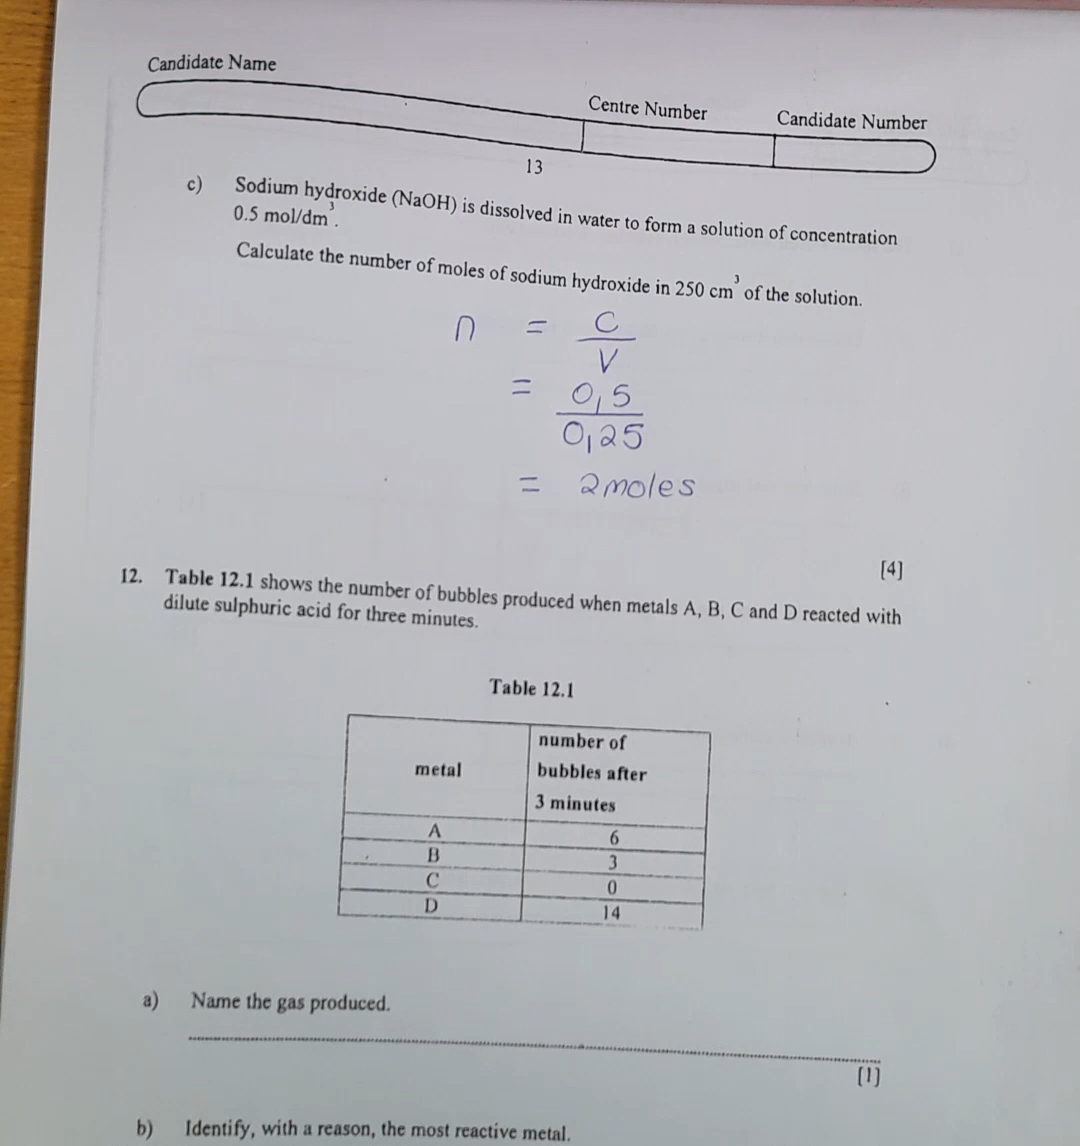 Candidate Name
Centre Number
Candidate Number
13
c) Sodium hydroxide (NaOH) is dissolved in water to form a solution of concentration
0.5 mol/dm³.
Calculate the number of moles of sodium hydroxide in 250 cm³ of the solution.
n = C
V
= 0,5
0,25
= 2 moles
[4]
12. Table 12.1 shows the number of bubbles produced when metals A, B, C and D reacted with
dilute sulphuric acid for three minutes.
Table 12.1
metal
number of
bubbles after
3 minutes
A 6
B 3
C 0
D 14
a) Name the gas produced.
[1]
b) Identify, with a reason, the most reactive metal.